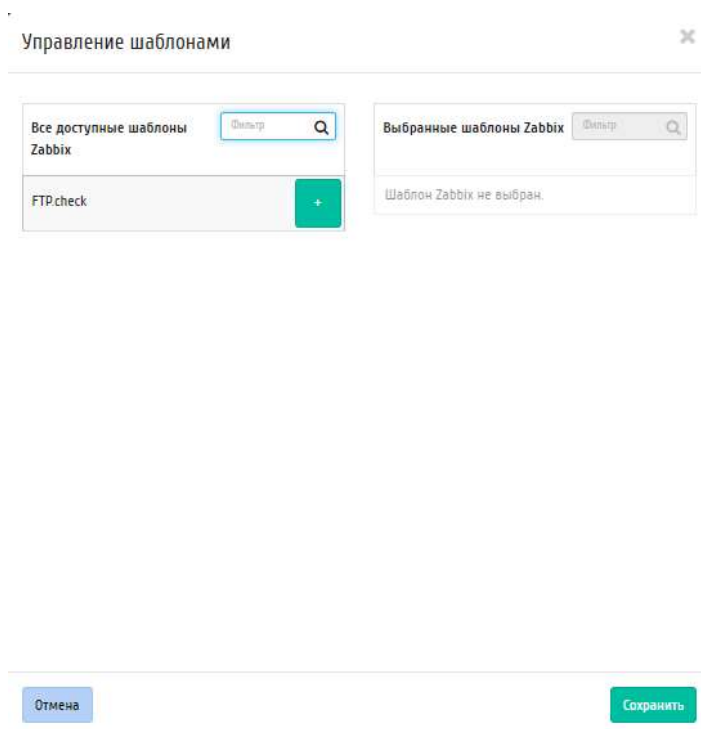 Управление шаблонами
Все доступные шаблоны
Zabbix
Фильтр
FTP.check
+
Выбранные шаблоны Zabbix
Фильтр
Шаблон Zabbix не выбран.
Отмена
Сохранить